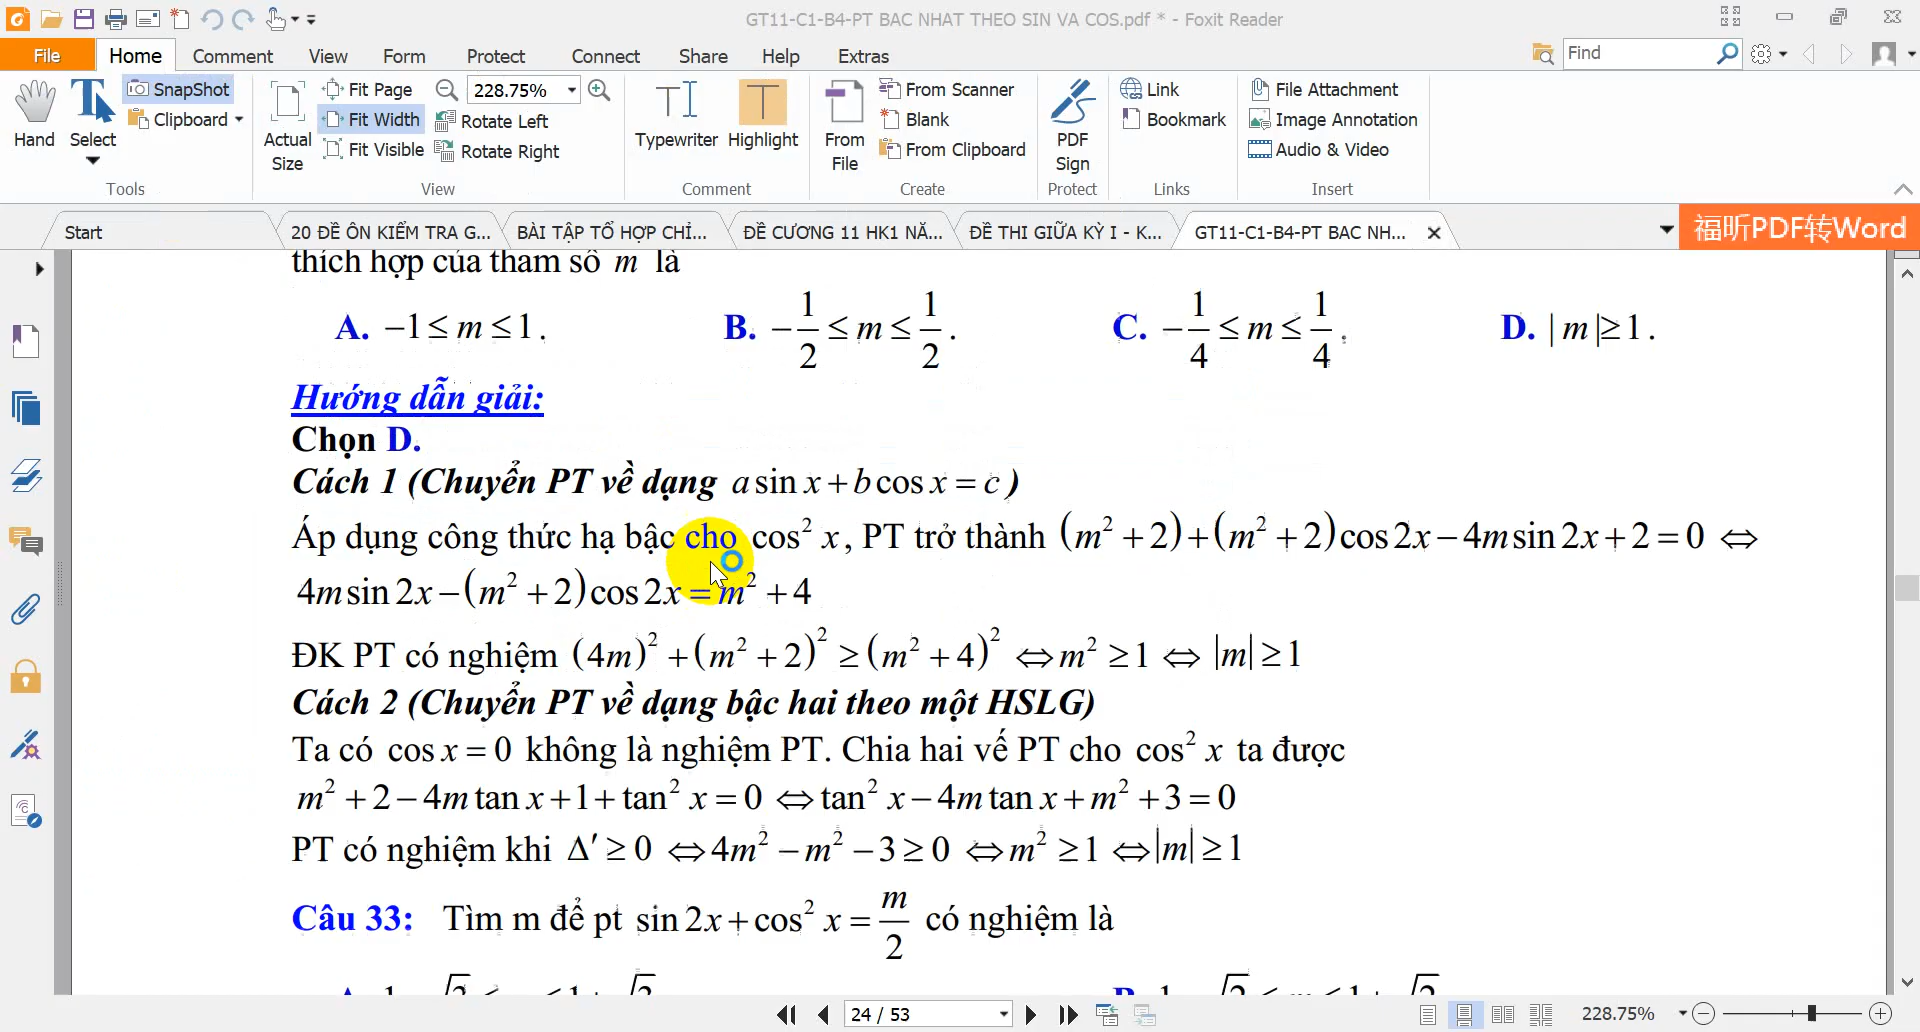 GT11-C1-B4-PT BAC NHAT THEO SIN VA COS.pdf * - Foxit Reader
File Home Comment View Form Protect Connect Share Help Extras Find
Hand Select SnapShot Clipboard Tools
Actual Size Fit Page Fit Width Fit Visible 228.75% Rotate Left Rotate Right View
Typewriter Highlight Comment
From File From Scanner Blank From Clipboard Create
PDF Sign Protect
Link Bookmark Links
File Attachment Image Annotation Audio & Video Insert
Start 20 ĐỀ ÔN KIỂM TRA G... BÀI TẬP TỔ HỢP CHỈ... ĐỀ CƯƠNG 11 HK1 NĂ... ĐỀ THI GIỮA KỲ I - K... GT11-C1-B4-PT BAC NH... 福昕PDF转Word
thích hợp của tham số m là
A. −1 ≤ m ≤ 1. B. −1/2 ≤ m ≤ 1/2. C. −1/4 ≤ m ≤ 1/4. D. |m| ≥ 1.
Hướng dẫn giải:
Chọn D.
Cách 1 (Chuyển PT về dạng a sin x + b cos x = c)
Áp dụng công thức hạ bậc cho cos² x, PT trở thành (m² + 2) + (m² + 2) cos 2x − 4m sin 2x + 2 = 0 ⇔
4m sin 2x − (m² + 2) cos 2x = m² + 4
ĐK PT có nghiệm (4m)² + (m² + 2)² ≥ (m² + 4)² ⇔ m² ≥ 1 ⇔ |m| ≥ 1
Cách 2 (Chuyển PT về dạng bậc hai theo một HSLG)
Ta có cos x = 0 không là nghiệm PT. Chia hai vế PT cho cos² x ta được
m² + 2 − 4m tan x + 1 + tan² x = 0 ⇔ tan² x − 4m tan x + m² + 3 = 0
PT có nghiệm khi Δ′ ≥ 0 ⇔ 4m² − m² − 3 ≥ 0 ⇔ m² ≥ 1 ⇔ |m| ≥ 1
Câu 33: Tìm m để pt sin 2x + cos² x = m/2 có nghiệm là
24 / 53 228.75%